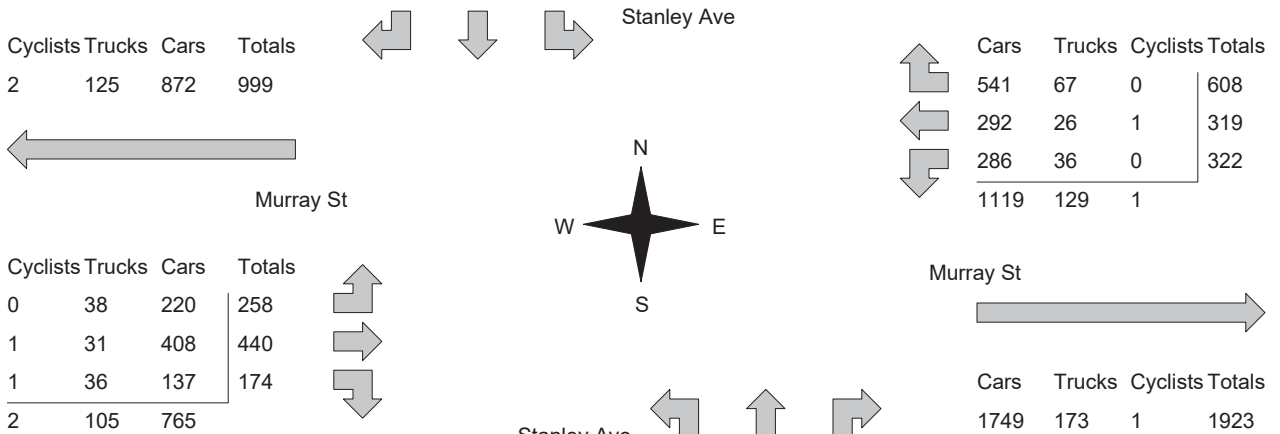 Stanley Ave
Cyclists Trucks Cars Totals
2 125 872 999
Cars Trucks Cyclists Totals
541 67 0 608
292 26 1 319
286 36 0 322
1119 129 1
Murray St
N
W E
S
Cyclists Trucks Cars Totals
0 38 220 258
1 31 408 440
1 36 137 174
2 105 765
Murray St
Cars Trucks Cyclists Totals
1749 173 1 1923
Stanley Ave